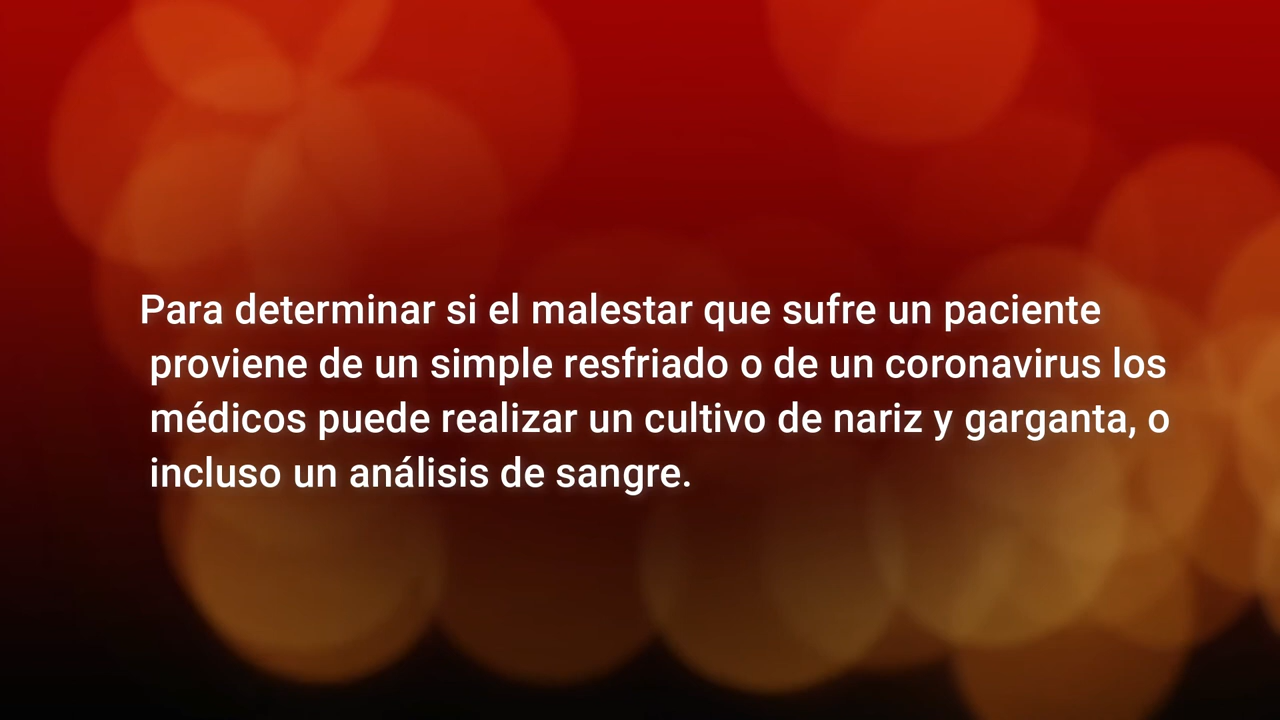 Para determinar si el malestar que sufre un paciente
proviene de un simple resfriado o de un coronavirus los
médicos puede realizar un cultivo de nariz y garganta, o
incluso un análisis de sangre.